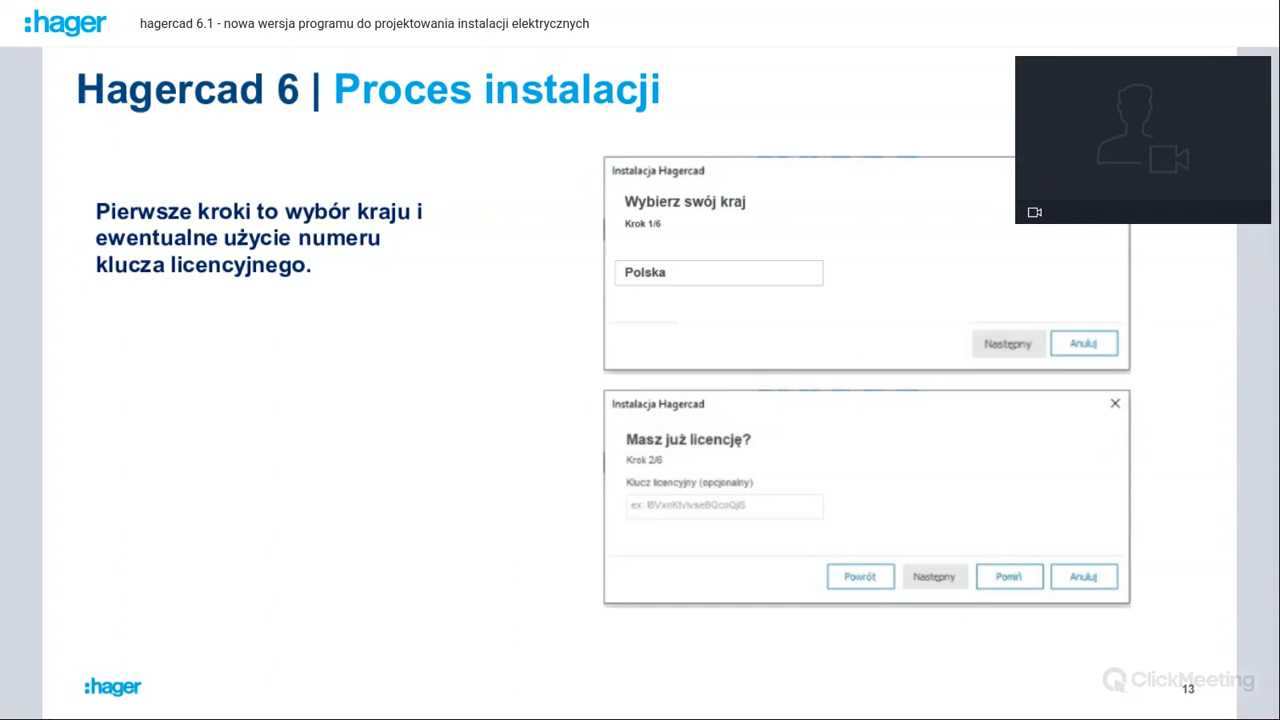 :hager
hagercad 6.1 - nowa wersja programu do projektowania instalacji elektrycznych
Hagercad 6 | Proces instalacji
Pierwsze kroki to wybór kraju i
ewentualne użycie numeru
klucza licencyjnego.
Instalacja Hagercad
Wybierz swój kraj
Krok 1/6
Polska
Następny
Anuluj
Instalacja Hagercad
Masz już licencję?
Krok 2/6
Klucz licencyjny (opcjonalny)
ex:
Powrót
Następny
Pomiń
Anuluj
:hager
ClickMeeting
13